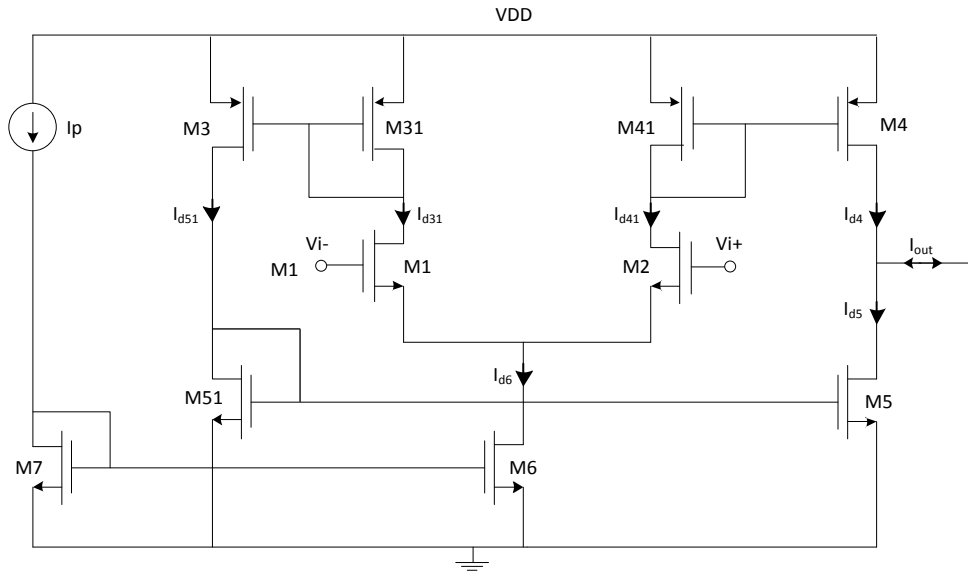 VDD
Ip
M3
M31
M41
M4
Id51
Id31
Id41
Id4
Vi-
M1
M1
M2
Vi+
Iout
Id5
Id6
M51
M5
M7
M6